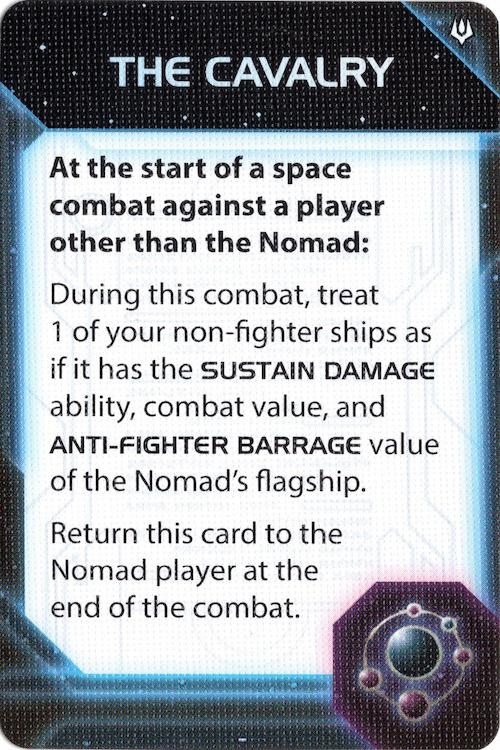 THE CAVALRY
At the start of a space
combat against a player
other than the Nomad:
During this combat, treat
1 of your non-fighter ships as
if it has the SUSTAIN DAMAGE
ability, combat value, and
ANTI-FIGHTER BARRAGE value
of the Nomad's flagship.
Return this card to the
Nomad player at the
end of the combat.